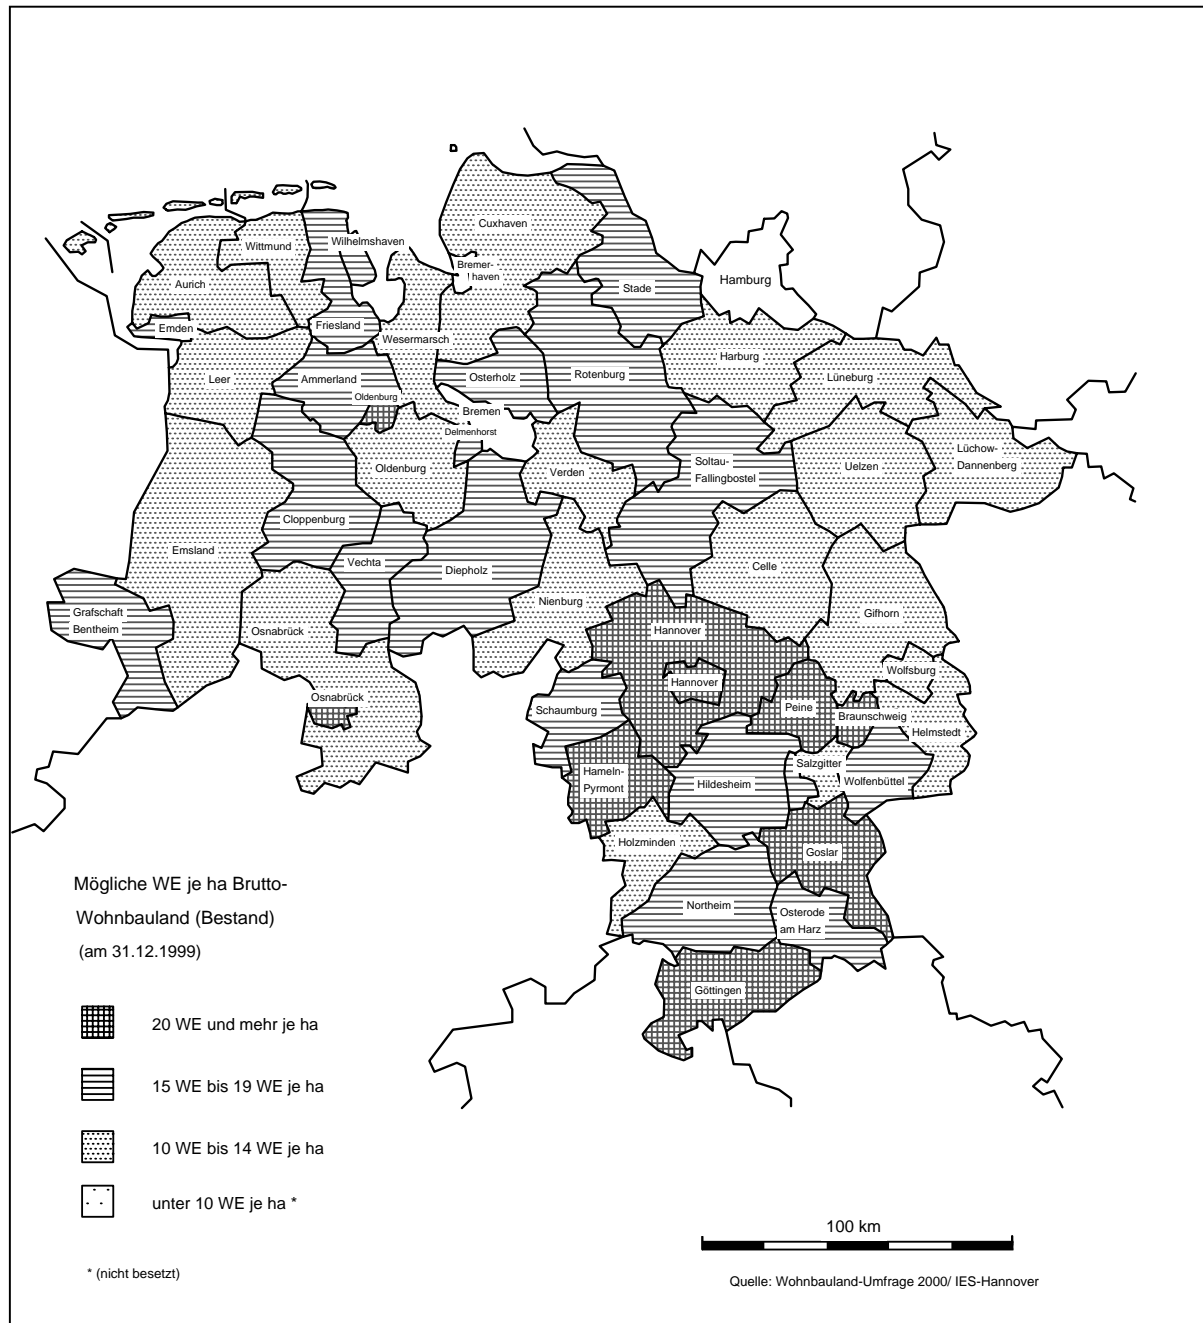 Cuxhaven
Wilhelmshaven
Wittmund
Bremer-
haven
Hamburg
Aurich
Stade
Emden
Friesland
Wesermarsch
Harburg
Leer
Ammerland
Osterholz
Rotenburg
Lüneburg
Oldenburg
Bremen
Delmenhorst
Lüchow-
Dannenberg
Oldenburg
Verden
Soltau-
Fallingbostel
Uelzen
Cloppenburg
Emsland
Vechta
Diepholz
Celle
Nienburg
Grafschaft
Bentheim
Gifhorn
Osnabrück
Hannover
Wolfsburg
Hannover
Osnabrück
Schaumburg
Peine
Braunschweig
Helmstedt
Salzgitter
Hameln-
Pyrmont
Hildesheim
Wolfenbüttel
Holzminden
Goslar
Northeim
Osterode
am Harz
Göttingen
Mögliche WE je ha Brutto-
Wohnbauland (Bestand)
(am 31.12.1999)
20 WE und mehr je ha
15 WE bis 19 WE je ha
10 WE bis 14 WE je ha
unter 10 WE je ha *
* (nicht besetzt)
100 km
Quelle: Wohnbauland-Umfrage 2000/ IES-Hannover